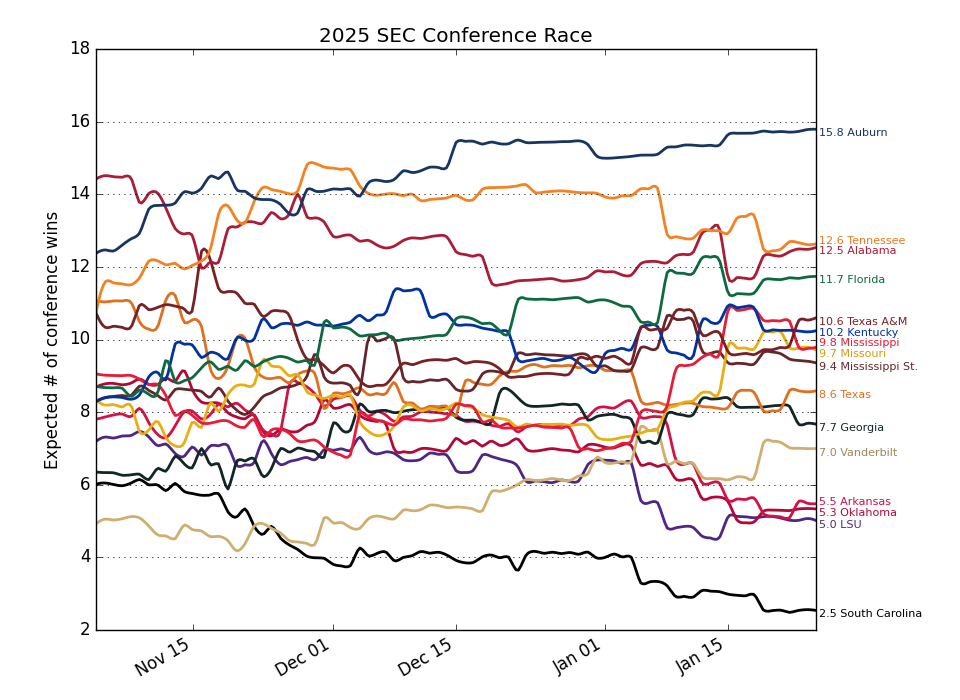 2025 SEC Conference Race
Expected # of conference wins
18
16
14
12
10
8
6
4
2
Nov 15
Dec 01
Dec 15
Jan 01
Jan 15
15.8 Auburn
12.6 Tennessee
12.5 Alabama
11.7 Florida
10.6 Texas A&M
10.2 Kentucky
9.8 Mississippi
9.7 Missouri
9.4 Mississippi St.
8.6 Texas
7.7 Georgia
7.0 Vanderbilt
5.5 Arkansas
5.3 Oklahoma
5.0 LSU
2.5 South Carolina